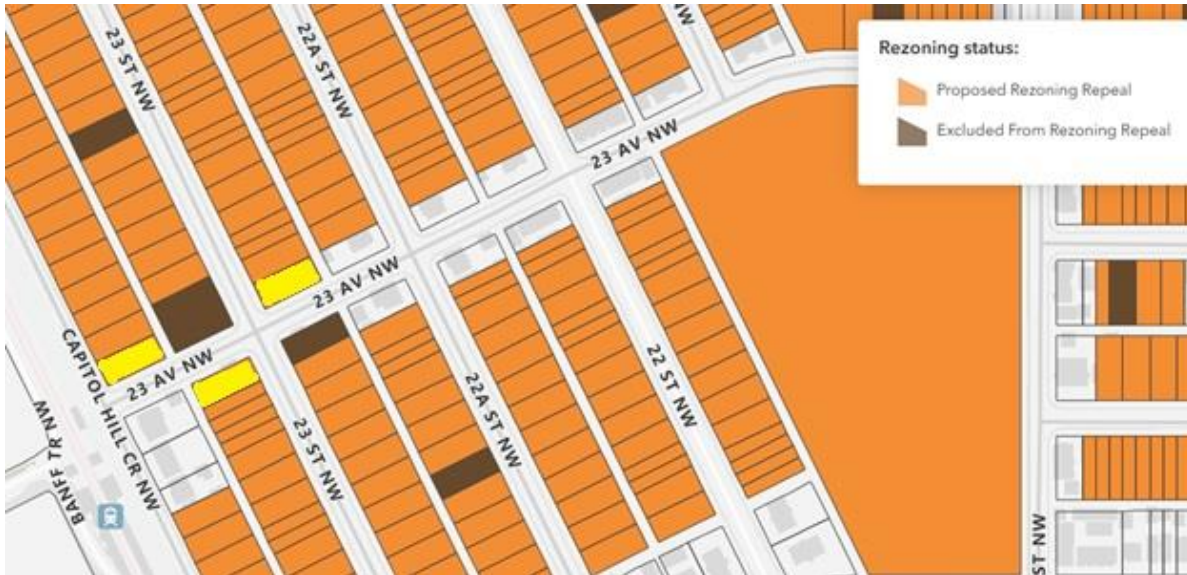 23 ST NW
22A ST NW
NW
Rezoning status:
Proposed Rezoning Repeal
Excluded From Rezoning Repeal
23 AV NW
23 AV NW
23 AV NW
CAPITOL HILL CR NW
BANFF TR NW
23 ST NW
22A ST NW
22 ST NW
ST NW